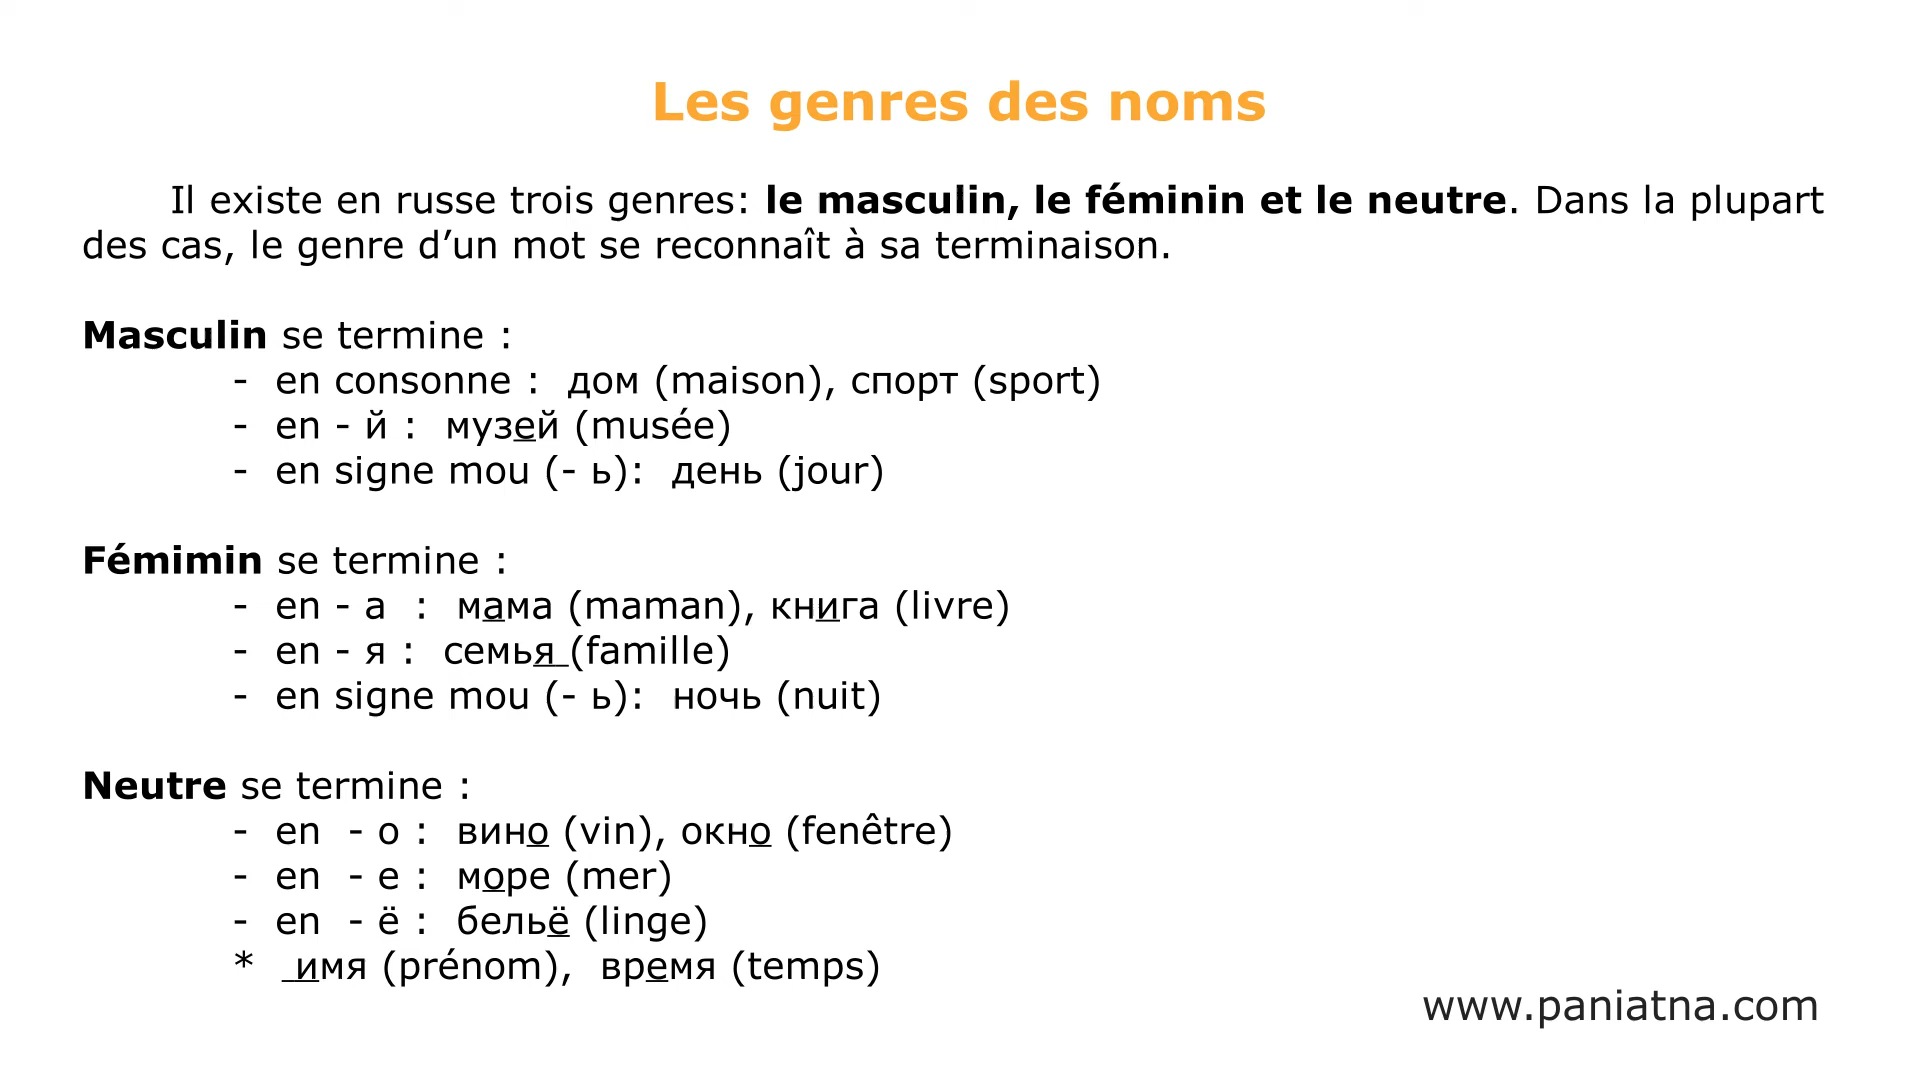 Les genres des noms
Il existe en russe trois genres: le masculin, le féminin et le neutre. Dans la plupart
des cas, le genre d’un mot se reconnaît à sa terminaison.
Masculin se termine :
- en consonne : дом (maison), спорт (sport)
- en - й : музей (musée)
- en signe mou (- ь): день (jour)
Fémimin se termine :
- en - а : мама (maman), книга (livre)
- en - я : семья (famille)
- en signe mou (- ь): ночь (nuit)
Neutre se termine :
- en - о : вино (vin), окно (fenêtre)
- en - е : море (mer)
- en - ё : бельё (linge)
* имя (prénom), время (temps)
www.paniatna.com